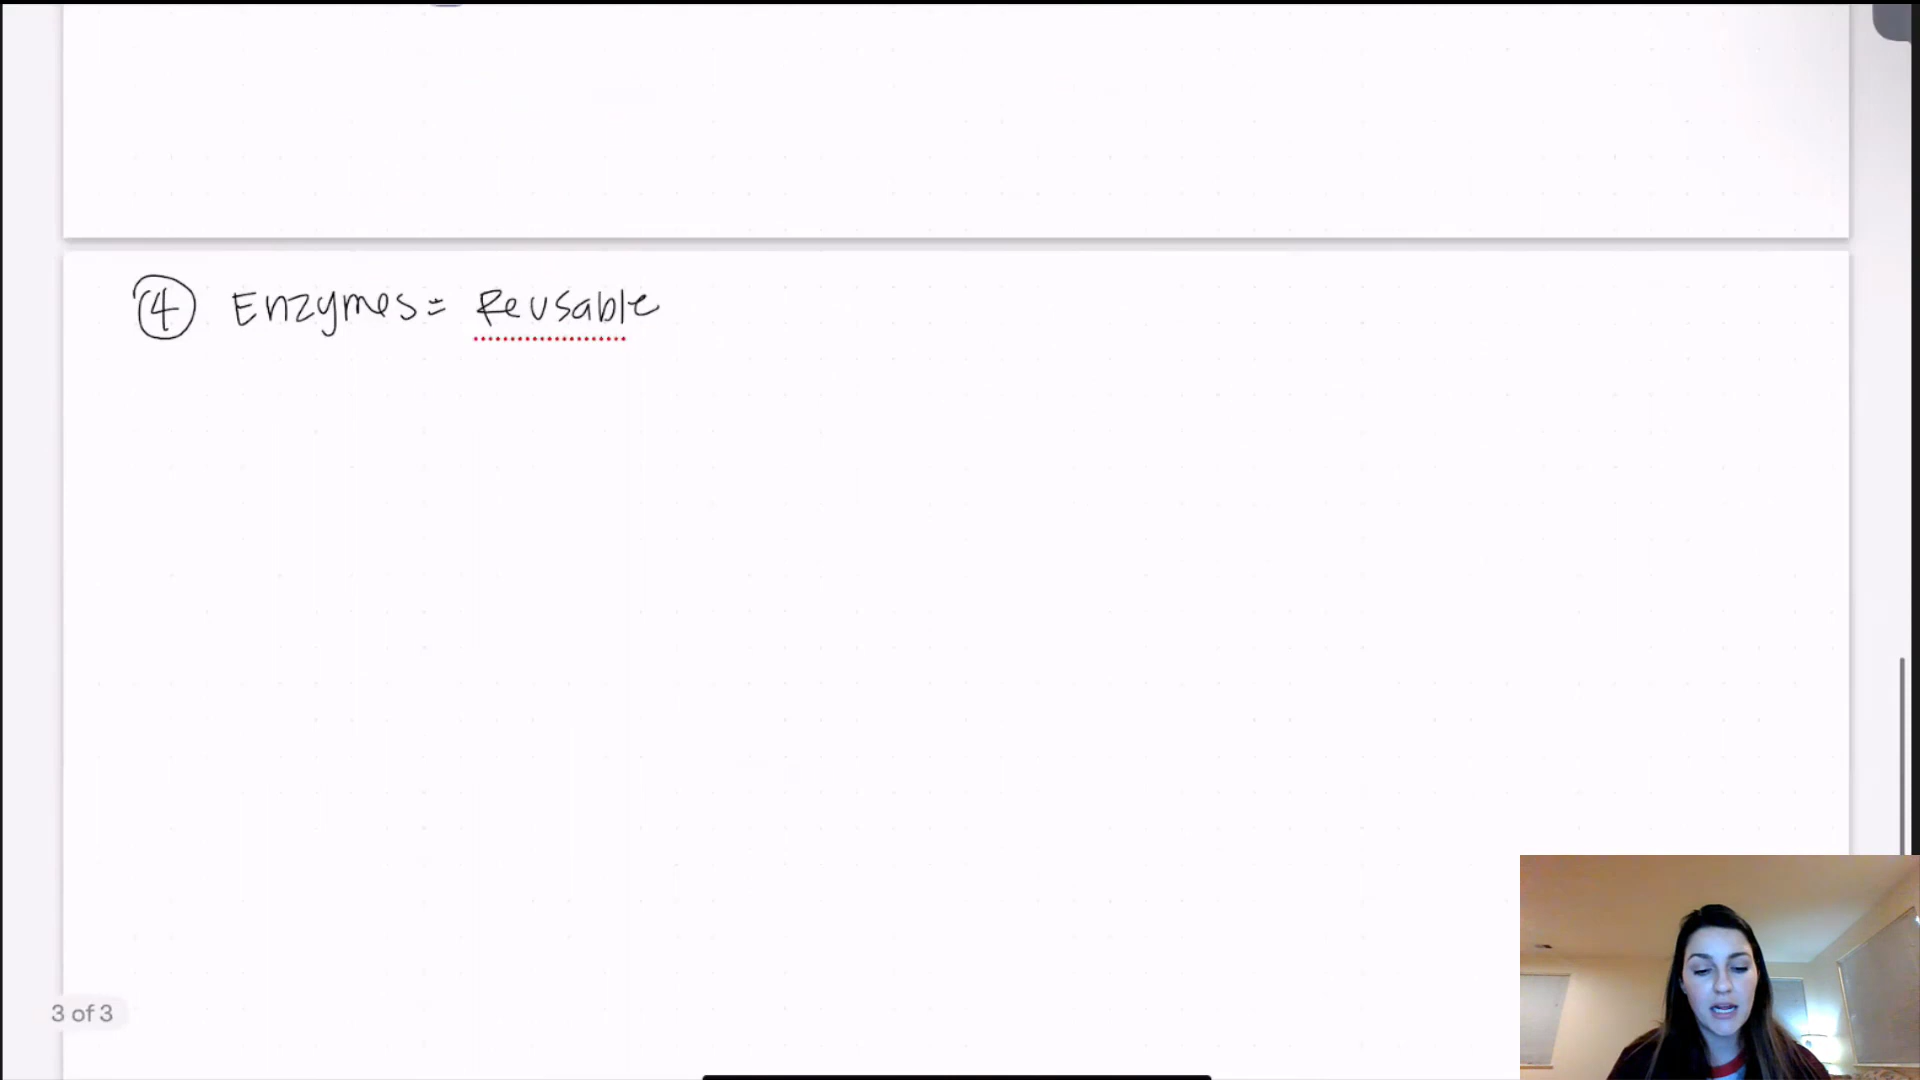 ④ Enzymes = Reusable
3 of 3